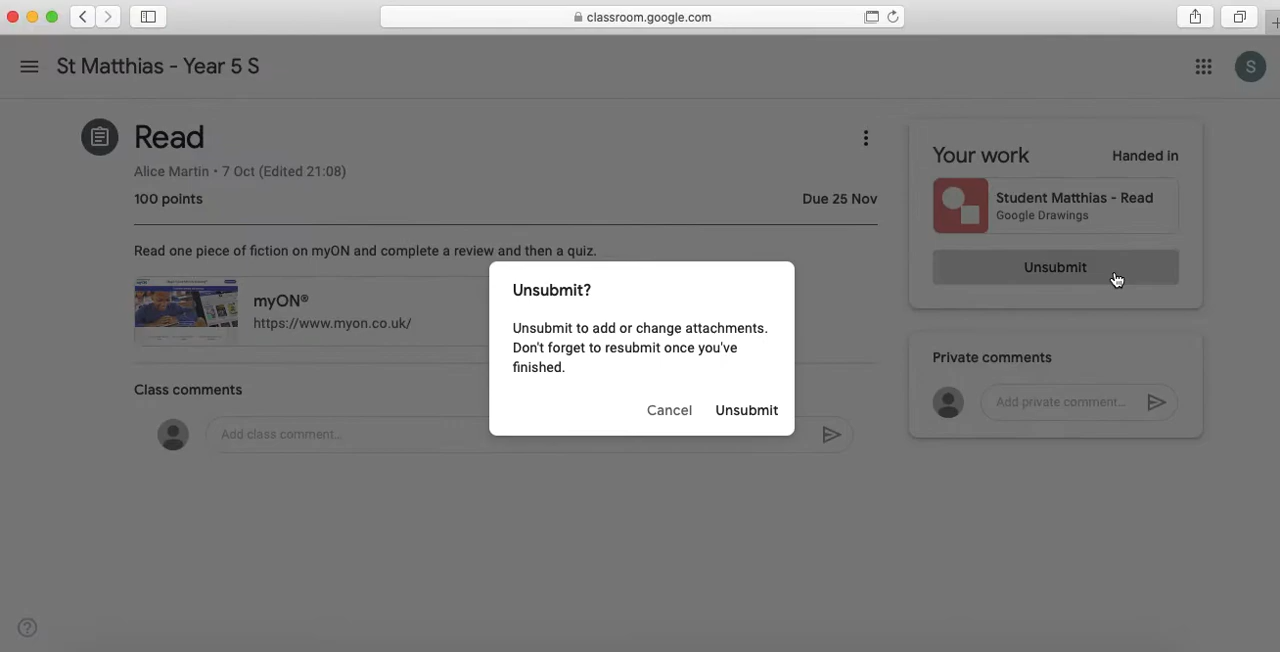 classroom.google.com
St Matthias - Year 5 S
S
Read
Alice Martin • 7 Oct (Edited 21:08)
100 points
Due 25 Nov
Read one piece of fiction on myON and complete a review and then a quiz.
myON®
https://www.myon.co.uk/
Class comments
Add class comment...
Unsubmit?
Unsubmit to add or change attachments.
Don't forget to resubmit once you've
finished.
Cancel
Unsubmit
Your work
Handed in
Student Matthias - Read
Google Drawings
Unsubmit
Private comments
Add private comment...